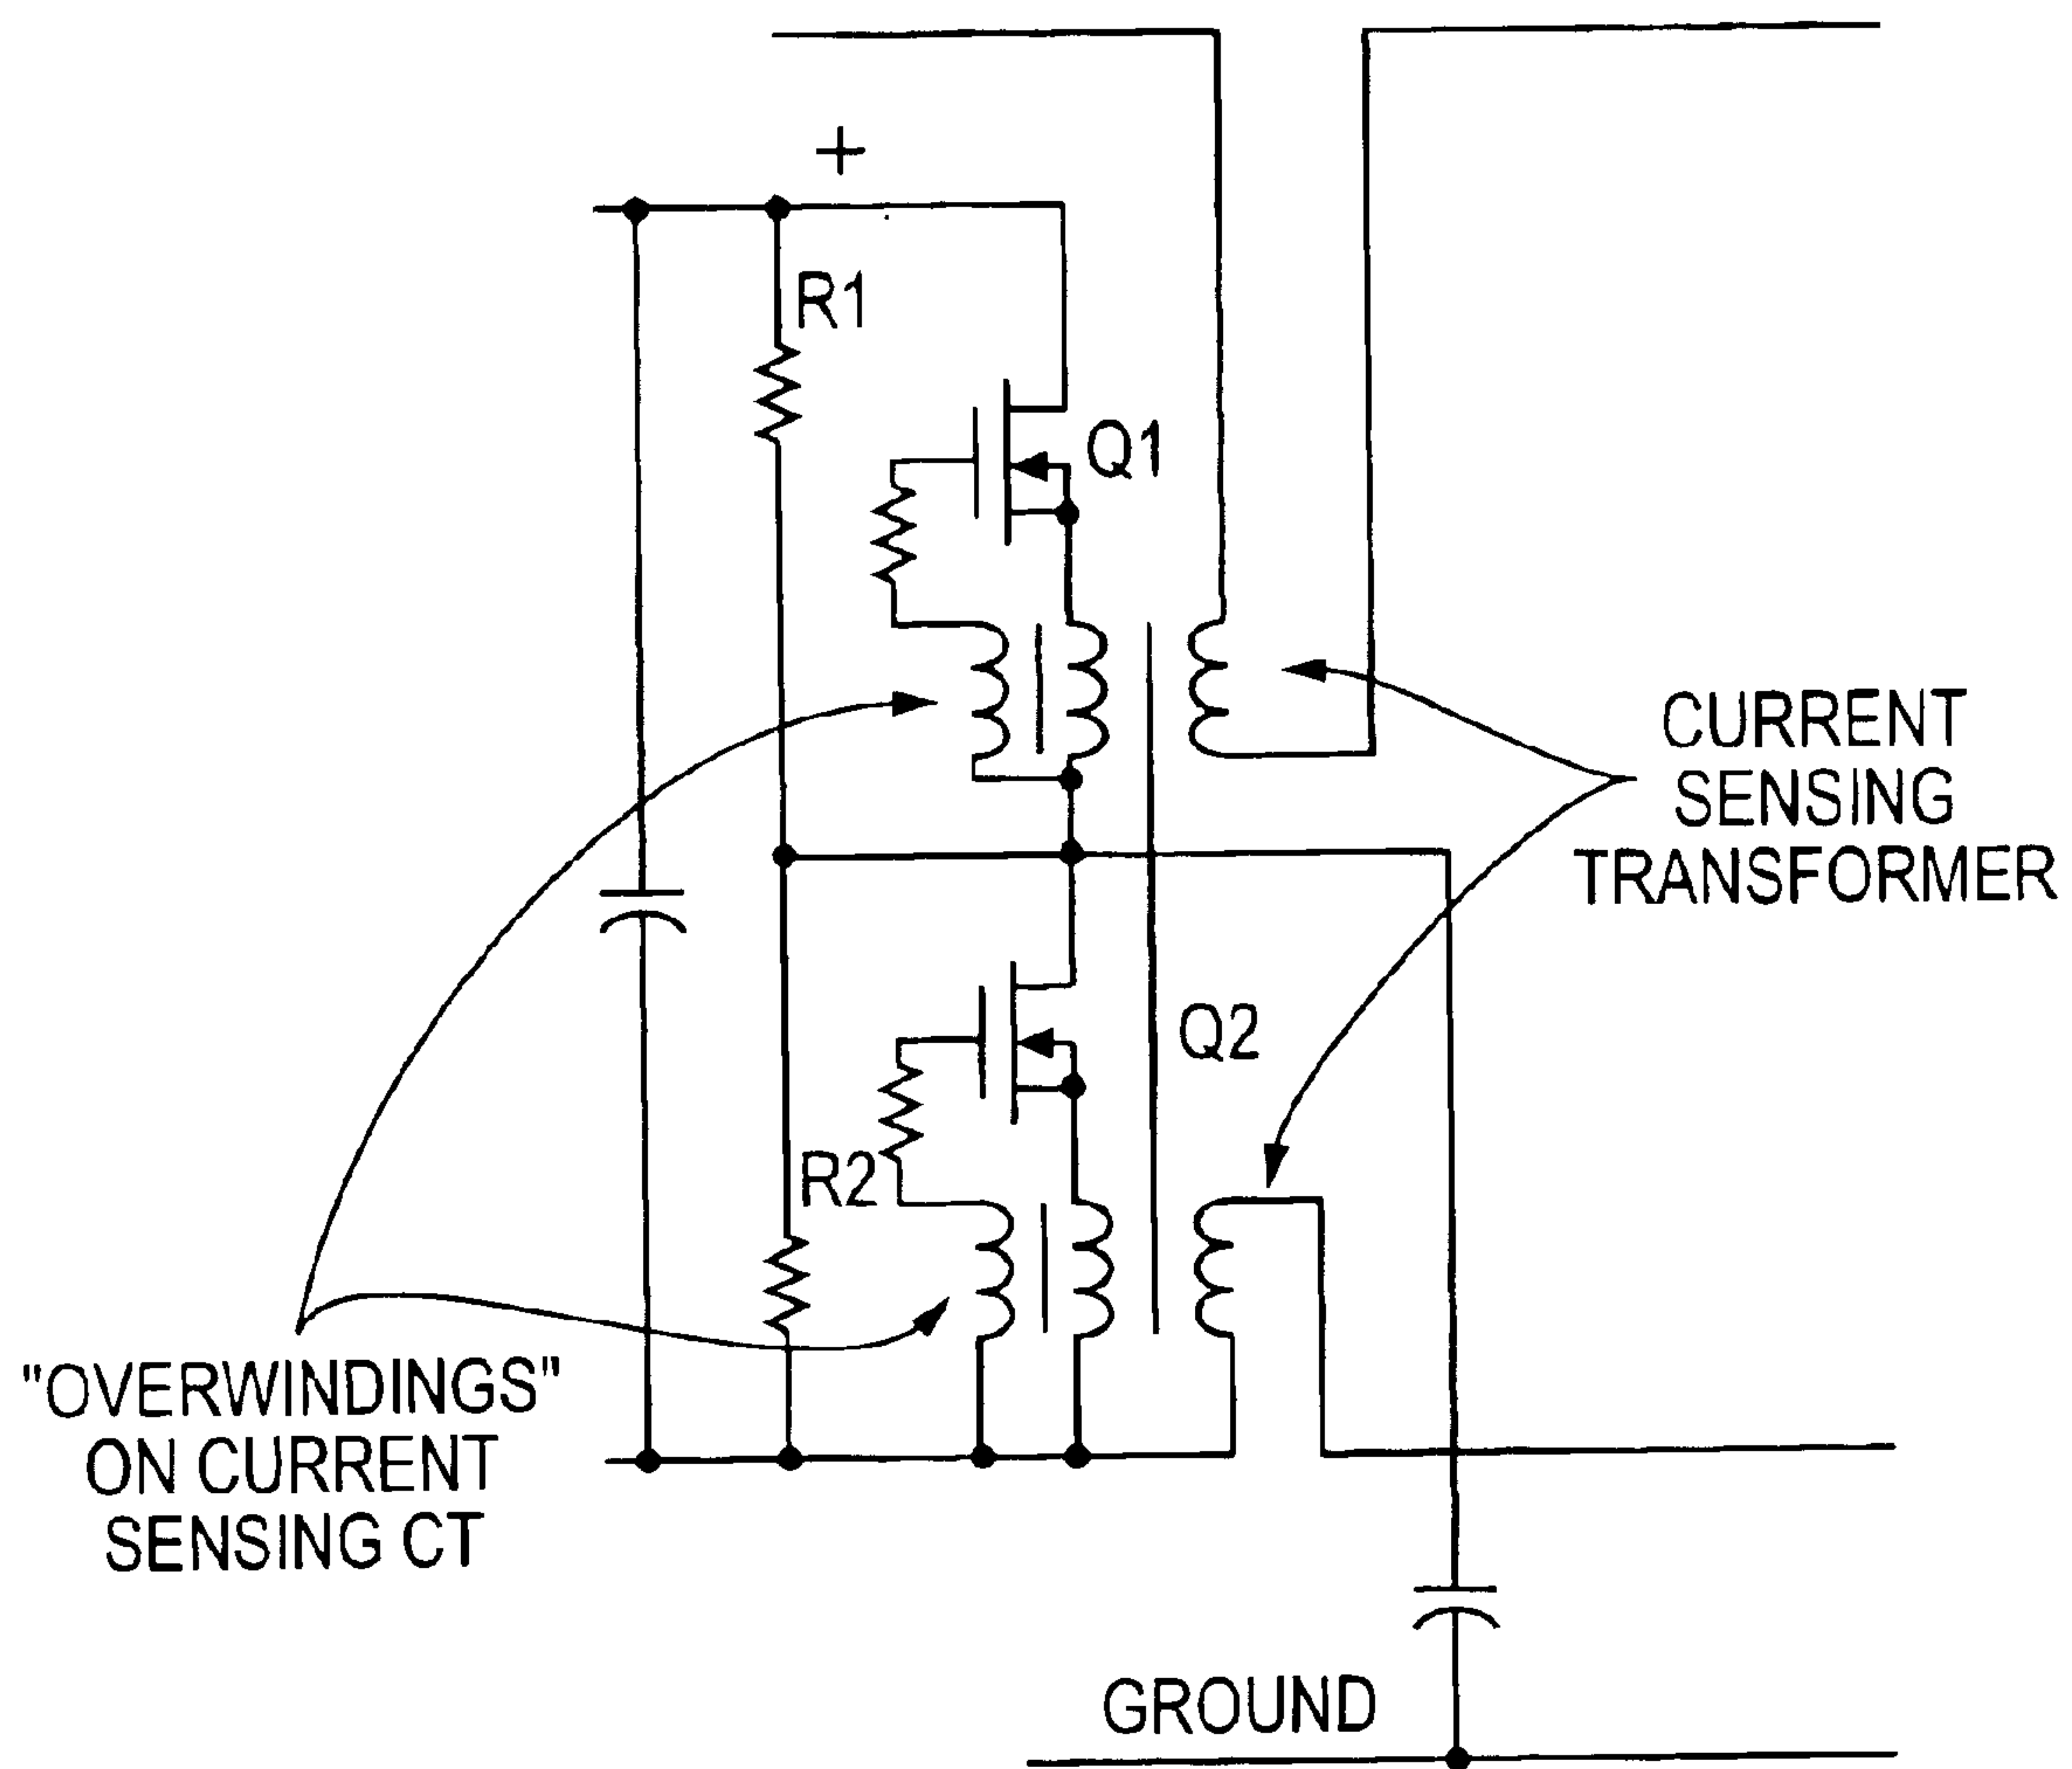 +
R1
Q1
CURRENT
SENSING
TRANSFORMER
Q2
R2
"OVERWINDINGS"
ON CURRENT
SENSING CT
GROUND